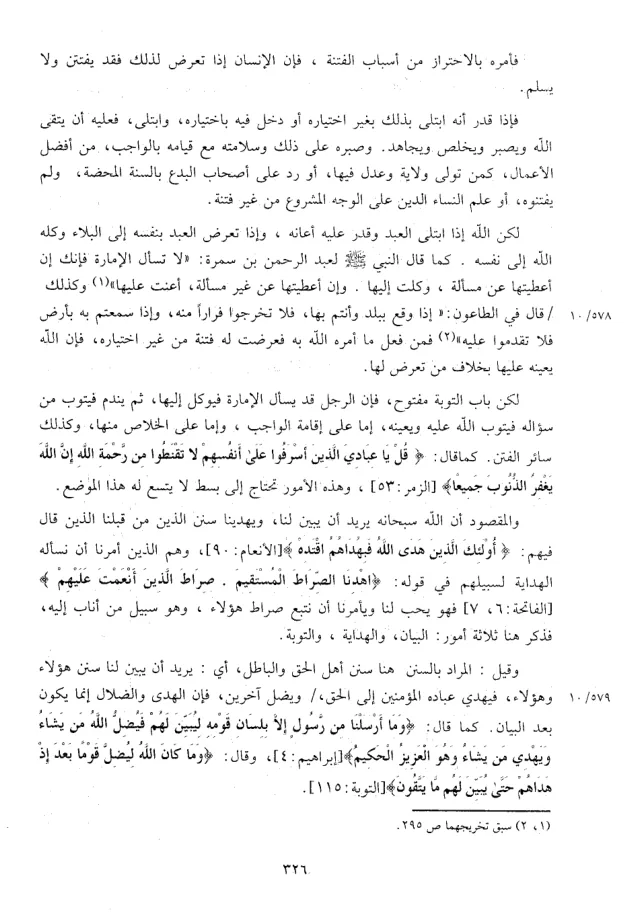 فأمره بالاحتراز من أسباب الفتنة ، فإن الإنسان إذا تعرض لذلك فقد يفتتن ولا
يسلم.
فإذا قدر أنه ابتلى بذلك بغير اختياره أو دخل فيه باختياره، وابتلى، فعليه أن يتقى
الله ويصبر ويخلص ويجاهد. وصبره على ذلك وسلامته مع قيامه بالواجب، من أفضل
الأعمال، كمن تولى ولاية وعدل فيها، أو رد على أصحاب البدع بالسنة المحضة، ولم
يفتنوه، أو علم النساء الدين على الوجه المشروع من غير فتنة.
لكن الله إذا ابتلى العبد وقدر عليه أعانه ، وإذا تعرض العبد بنفسه إلى البلاء وكله
الله إلى نفسه . كما قال النبي ﷺ لعبد الرحمن بن سمرة: «لا تسأل الإمارة فإنك إن
أعطيتها عن مسألة ، وكلت إليها . وإن أعطيتها عن غير مسألة، أعنت عليها»(١) وكذلك
١٠/٥٧٨ / قال في الطاعون:« إذا وقع ببلد وأنتم بها، فلا تخرجوا فراراً منه، وإذا سمعتم به بأرض
فلا تقدموا عليه»(٢) فمن فعل ما أمره الله به فعرضت له فتنة من غير اختياره، فإن الله
يعينه عليها بخلاف من تعرض لها.
لكن باب التوبة مفتوح، فإن الرجل قد يسأل الإمارة فيوكل إليها، ثم يندم فيتوب من
سؤاله فيتوب الله عليه ويعينه، إما على إقامة الواجب ، وإما على الخلاص منها، وكذلك
سائر الفتن. كماقال: ﴿ قُلْ يَا عِبَادِيَ الَّذِينَ أَسْرَفُوا عَلَىٰ أَنفُسِهِمْ لا تَقْنَطُوا مِن رَّحْمَةِ اللَّهِ إِنَّ اللَّهَ
يَغْفِرُ الذُّنُوبَ جَمِيعًا﴾ [الزمر:٥٣] ، وهذه الأمور تحتاج إلى بسط لا يتسع له هذا الموضع.
والمقصود أن الله سبحانه يريد أن يبين لنا، ويهدينا سنن الذين من قبلنا الذين قال
فيهم: ﴿ أُوْلَئِكَ الَّذِينَ هَدَى اللَّهُ فَبِهُدَاهُمُ اقْتَدِهْ ﴾[الأنعام:٩٠]، وهم الذين أمرنا أن نسأله
الهداية لسبيلهم في قوله: ﴿اهْدِنَا الصِّرَاطَ الْمُسْتَقِيمَ . صِرَاطَ الَّذِينَ أَنْعَمْتَ عَلَيْهِمْ ﴾
[الفاتحة:٦، ٧] فهو يحب لنا ويأمرنا أن نتبع صراط هؤلاء ، وهو سبيل من أناب إليه،
فذكر هنا ثلاثة أمور: البيان، والهداية ، والتوبة.
وقيل : المراد بالسنن هنا سنن أهل الحق والباطل، أي : يريد أن يبين لنا سنن هؤلاء
١٠/٥٧٩ وهؤلاء، فيهدي عباده المؤمنين إلى الحق،/ ويضل آخرين، فإن الهدى والضلال إنما يكون
بعد البيان. كما قال: ﴿وَمَا أَرْسَلْنَا مِن رَّسُولٍ إِلاَّ بِلِسَانِ قَوْمِهِ لِيُبَيِّنَ لَهُمْ فَيُضِلُّ اللَّهُ مَن يَشَاءُ
وَيَهْدِي مَن يَشَاءُ وَهُوَ الْعَزِيزُ الْحَكِيمُ﴾[إبراهيم:٤]، وقال: ﴿وَمَا كَانَ اللَّهُ لِيُضِلَّ قَوْمًا بَعْدَ إِذْ
هَدَاهُمْ حَتَّىٰ يُبَيِّنَ لَهُم مَّا يَتَّقُونَ﴾[التوبة:١١٥].
(١، ٢) سبق تخريجهما ص ٢٩٥.
٣٢٦